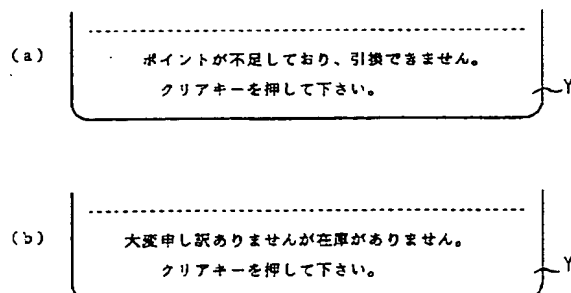 (a)
ポイントが不足しており、引換できません。
クリアキーを押して下さい。
Y
(b)
大変申し訳ありませんが在庫がありません。
クリアキーを押して下さい。
Y